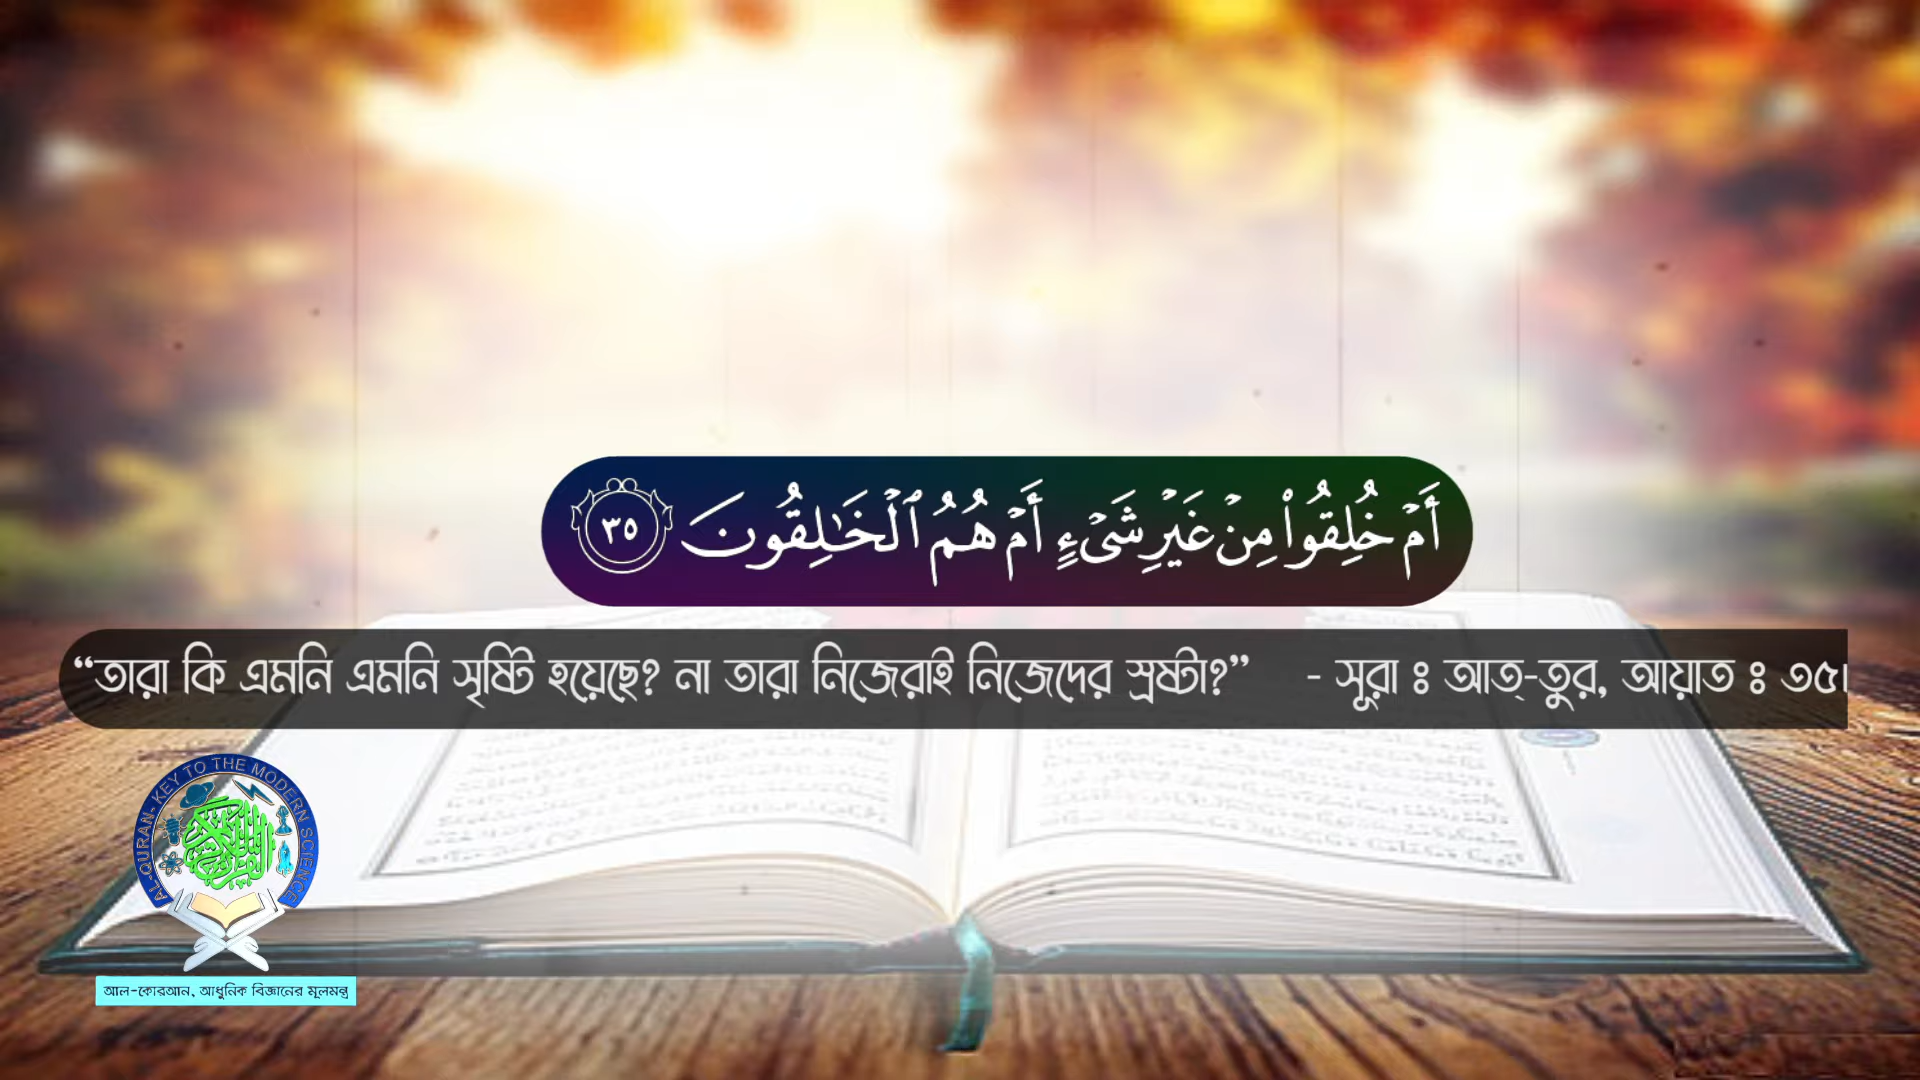 أَمْ خُلِقُوا۟ مِنْ غَيْرِ شَىْءٍ أَمْ هُمُ ٱلْخَـٰلِقُونَ ٣٥
“তারা কি এমনি এমনি সৃষ্টি হয়েছে? না তারা নিজেরাই নিজেদের স্রষ্টা?” - সূরা ঃ আত্-তুর, আয়াত ঃ ৩৫।
AL-QURAN- KEY TO THE MODERN SCIENCE
আল-কোরআন, আধুনিক বিজ্ঞানের মূলমন্ত্র